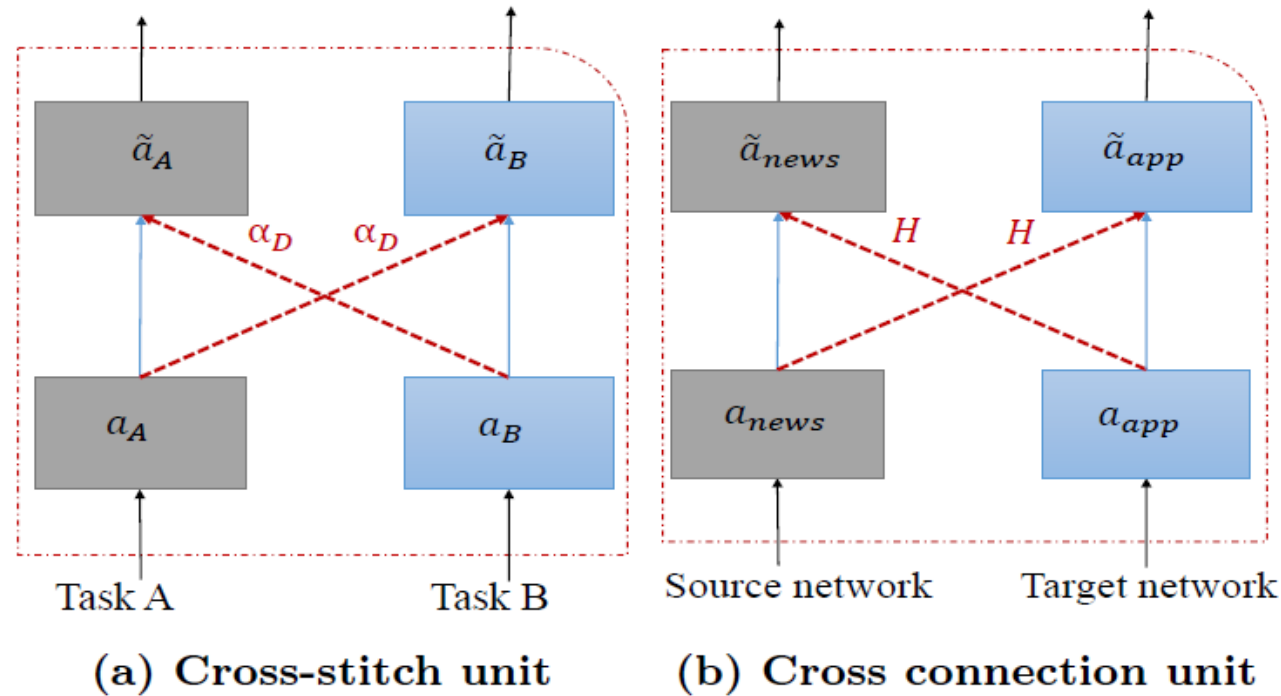 ã_A ã_B ã_news ã_app
α_D α_D H H
a_A a_B a_news a_app
Task A Task B Source network Target network
(a) Cross-stitch unit (b) Cross connection unit